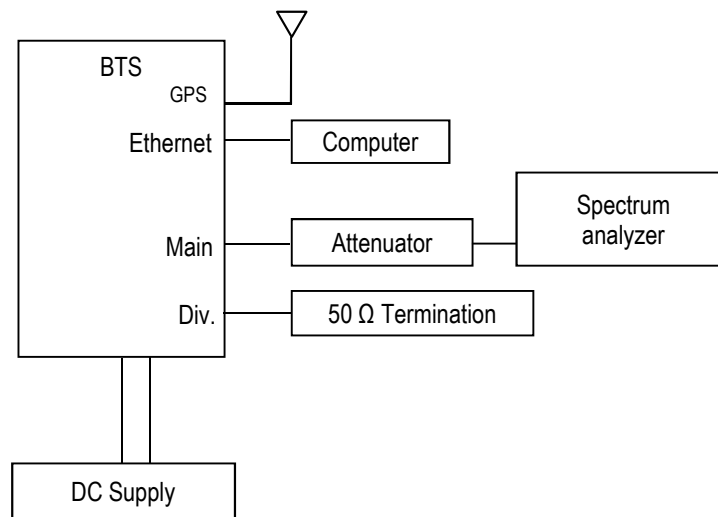 BTS
GPS
Ethernet
Computer
Main
Attenuator
Spectrum
analyzer
Div.
50 Ω Termination
DC Supply